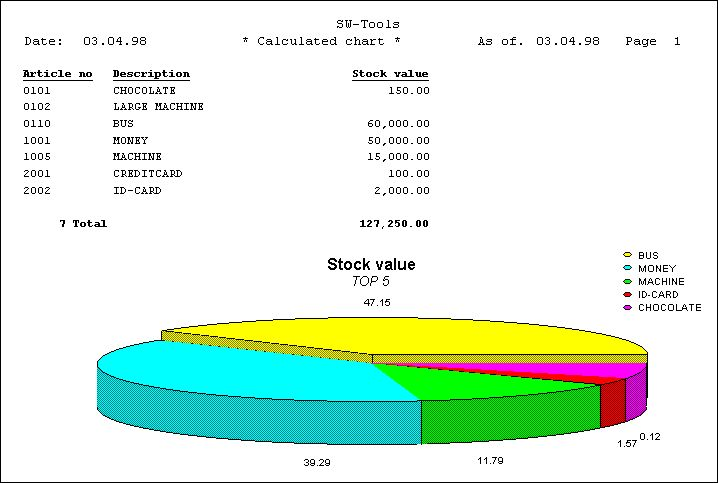 SW-Tools
Date: 03.04.98 * Calculated chart * As of. 03.04.98 Page 1
Article no Description Stock value
0101 CHOCOLATE 150.00
0102 LARGE MACHINE
0110 BUS 60,000.00
1001 MONEY 50,000.00
1005 MACHINE 15,000.00
2001 CREDITCARD 100.00
2002 ID-CARD 2,000.00
7 Total 127,250.00
Stock value
TOP 5
BUS
MONEY
MACHINE
ID-CARD
CHOCOLATE
47.15
0.12
1.57
39.29
11.79